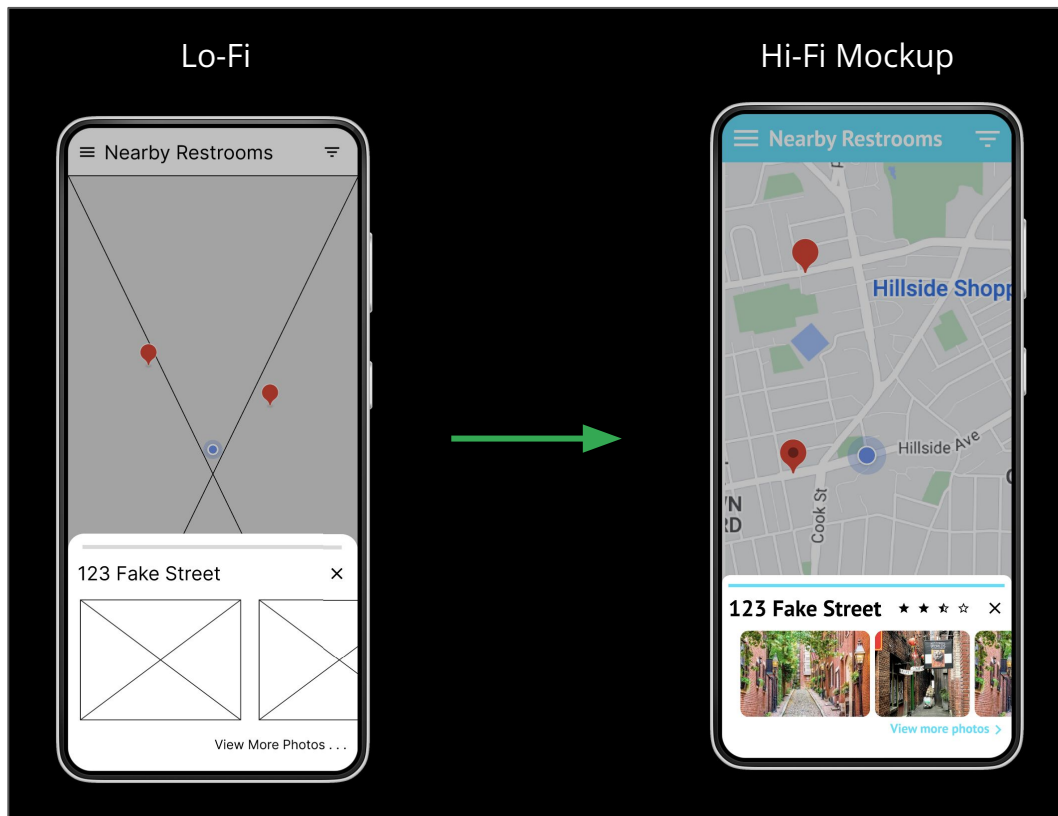 Lo-Fi
Hi-Fi Mockup
Nearby Restrooms
123 Fake Street
View More Photos . . .
Nearby Restrooms
Hillside Shopp
Hillside Ave
Cook St
123 Fake Street
View more photos